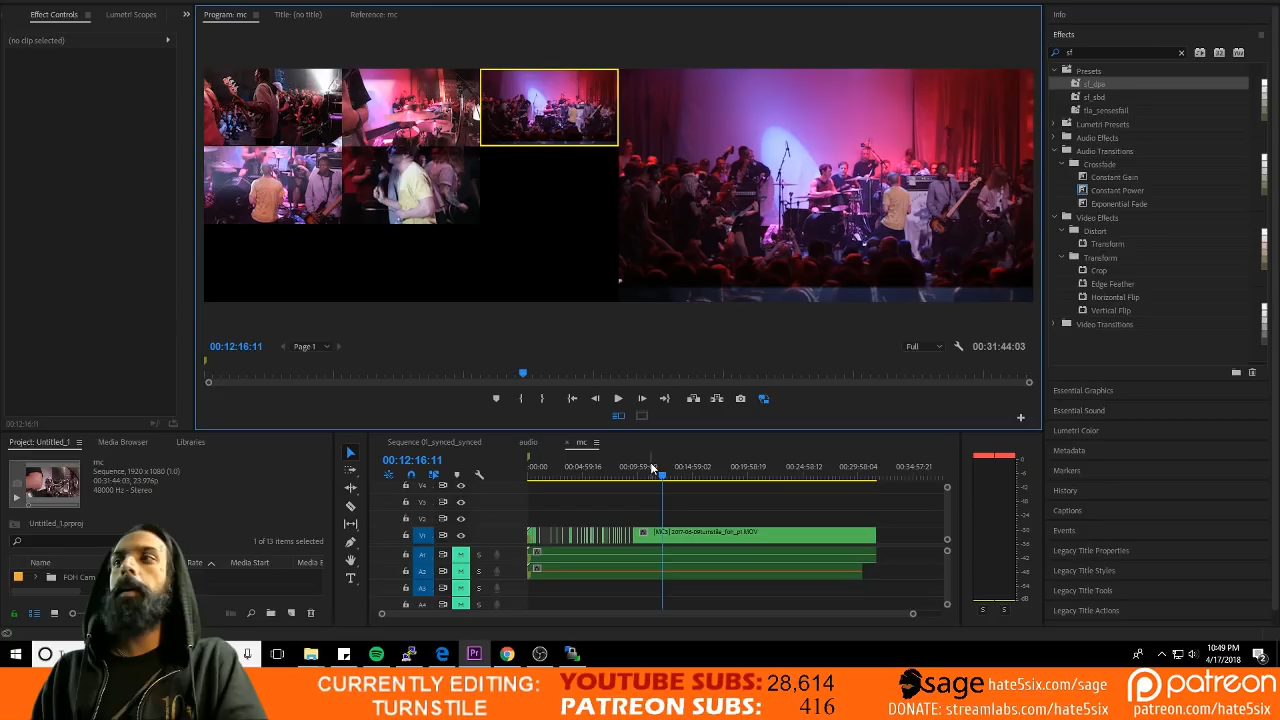 Effect Controls
Lumetri Scopes
(no clip selected)
00:12:16:11
Program: mc
Title: (no title)
Reference: mc
00:12:16:11
Page 1
Full
00:31:44:03
Info
Effects
sf
Presets
sf_dpa
sf_sbd
tla_sensesfail
Lumetri Presets
Audio Effects
Audio Transitions
Crossfade
Constant Gain
Constant Power
Exponential Fade
Video Effects
Distort
Transform
Transform
Crop
Edge Feather
Horizontal Flip
Vertical Flip
Video Transitions
Essential Graphics
Essential Sound
Lumetri Color
Metadata
Markers
History
Captions
Events
Legacy Title Properties
Legacy Title Styles
Legacy Title Tools
Legacy Title Actions
Project: Untitled_1
Media Browser
Libraries
mc
Sequence, 1920 x 1080 (1.0)
00:31:44:03, 23,976p
48000 Hz - Stereo
Untitled_1.prproj
1 of 13 items selected
Media Start
FOH Cam
Sequence 01_synced_synced
audio
mc
00:12:16:11
:00:00
00:04:59:16
00:14:59:02
00:19:58:19
00:24:58:12
00:29:58:04
00:34:57:21
V4
V3
V2
V1
A1
A2
A3
A4
M S
M S
M S
M S
0
dB
S S
10:49 PM
4/17/2018
2
CURRENTLY EDITING:
TURNSTILE
YOUTUBE SUBS: 28,614
PATREON SUBS: 416
sage hate5six.com/sage
DONATE: streamlabs.com/hate5six
patreon
patreon.com/hate5six